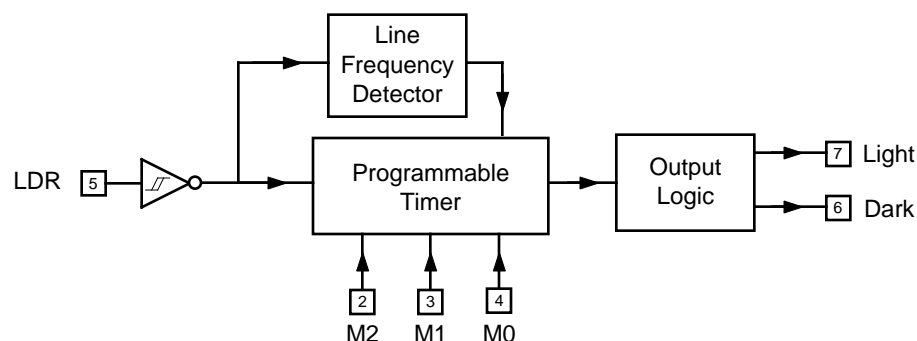 Line
Frequency
Detector
LDR
5
Programmable
Timer
Output
Logic
7
Light
6
Dark
2
3
4
M2
M1
M0